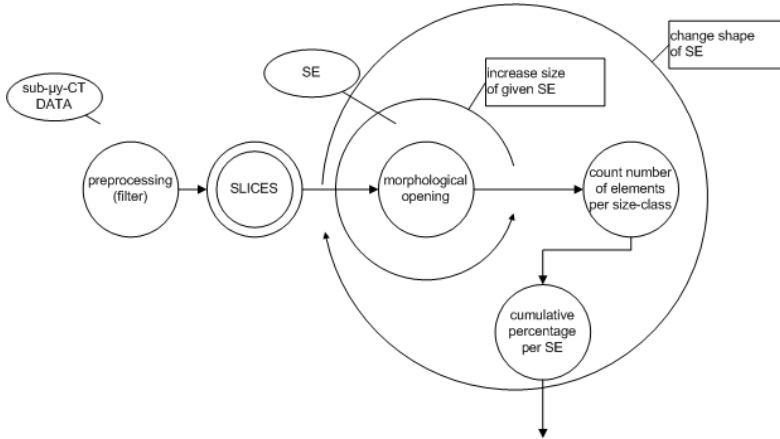 sub-µy-CT
DATA
preprocessing
(filter)
SLICES
SE
increase size
of given SE
change shape
of SE
morphological
opening
count number
of elements
per size-class
cumulative
percentage
per SE